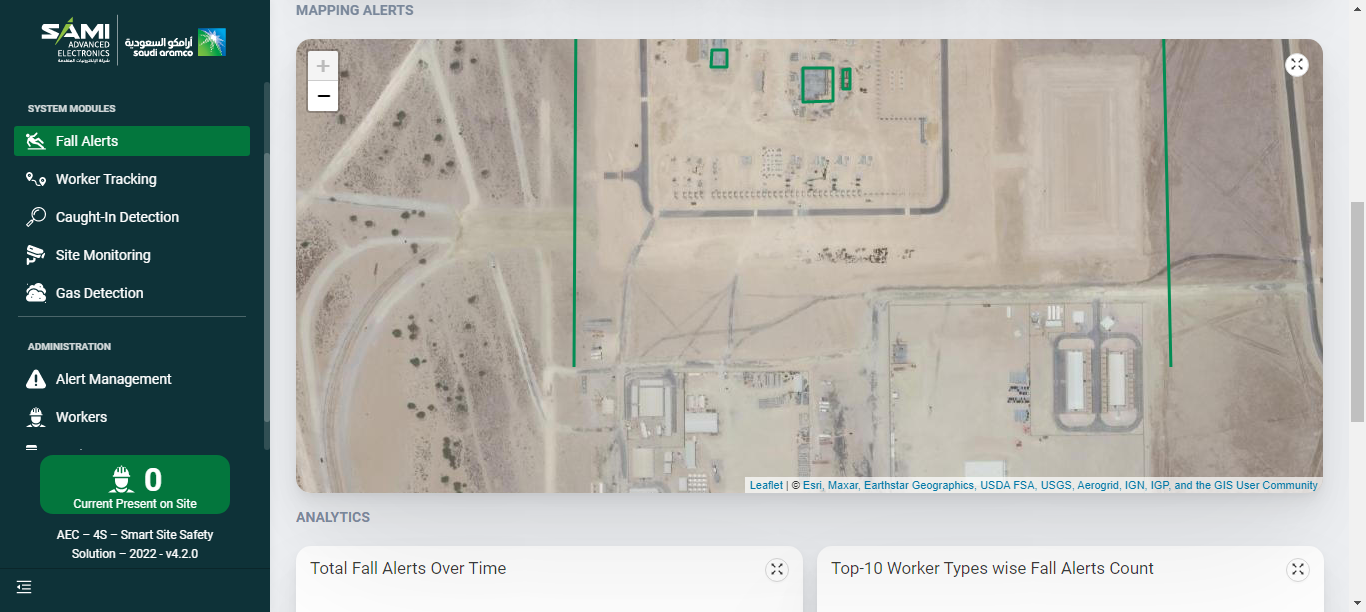 SAMI
ADVANCED
ELECTRONICS
شركة الإلكترونيات المتقدمة
أرامكو السعودية
saudi aramco
SYSTEM MODULES
Fall Alerts
Worker Tracking
Caught-In Detection
Site Monitoring
Gas Detection
ADMINISTRATION
Alert Management
Workers
0
Current Present on Site
AEC – 4S – Smart Site Safety
Solution – 2022 - v4.2.0
MAPPING ALERTS
+
−
Leaflet | © Esri, Maxar, Earthstar Geographics, USDA FSA, USGS, Aerogrid, IGN, IGP, and the GIS User Community
ANALYTICS
Total Fall Alerts Over Time
Top-10 Worker Types wise Fall Alerts Count